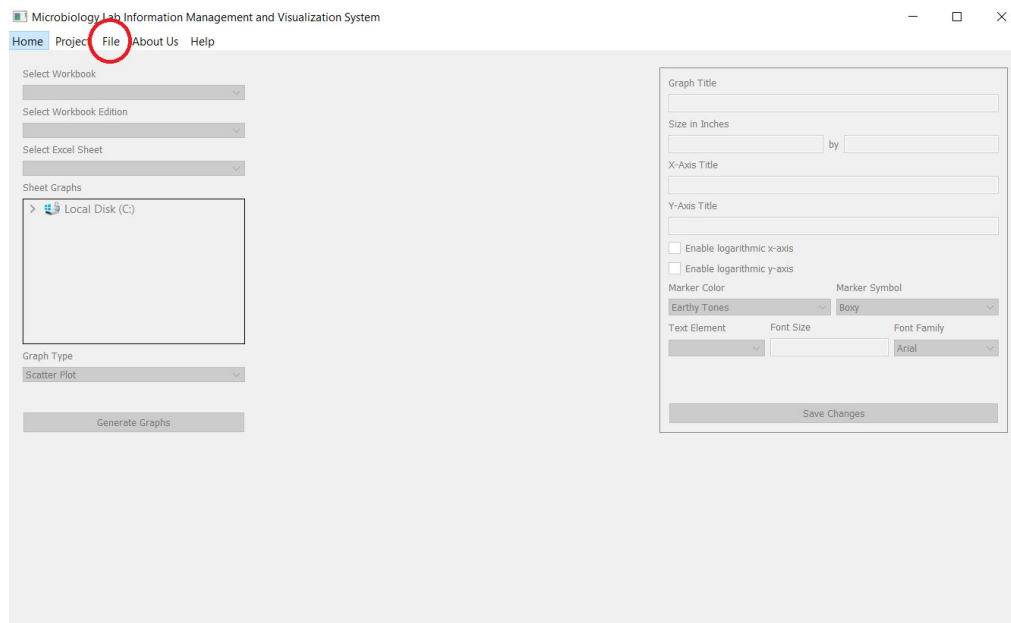 Microbiology Lab Information Management and Visualization System
Home Project File About Us Help
Select Workbook
Select Workbook Edition
Select Excel Sheet
Sheet Graphs
Local Disk (C:)
Graph Type
Scatter Plot
Generate Graphs
Graph Title
Size in Inches
by
X-Axis Title
Y-Axis Title
Enable logarithmic x-axis
Enable logarithmic y-axis
Marker Color Marker Symbol
Earthy Tones Boxy
Text Element Font Size Font Family
Arial
Save Changes